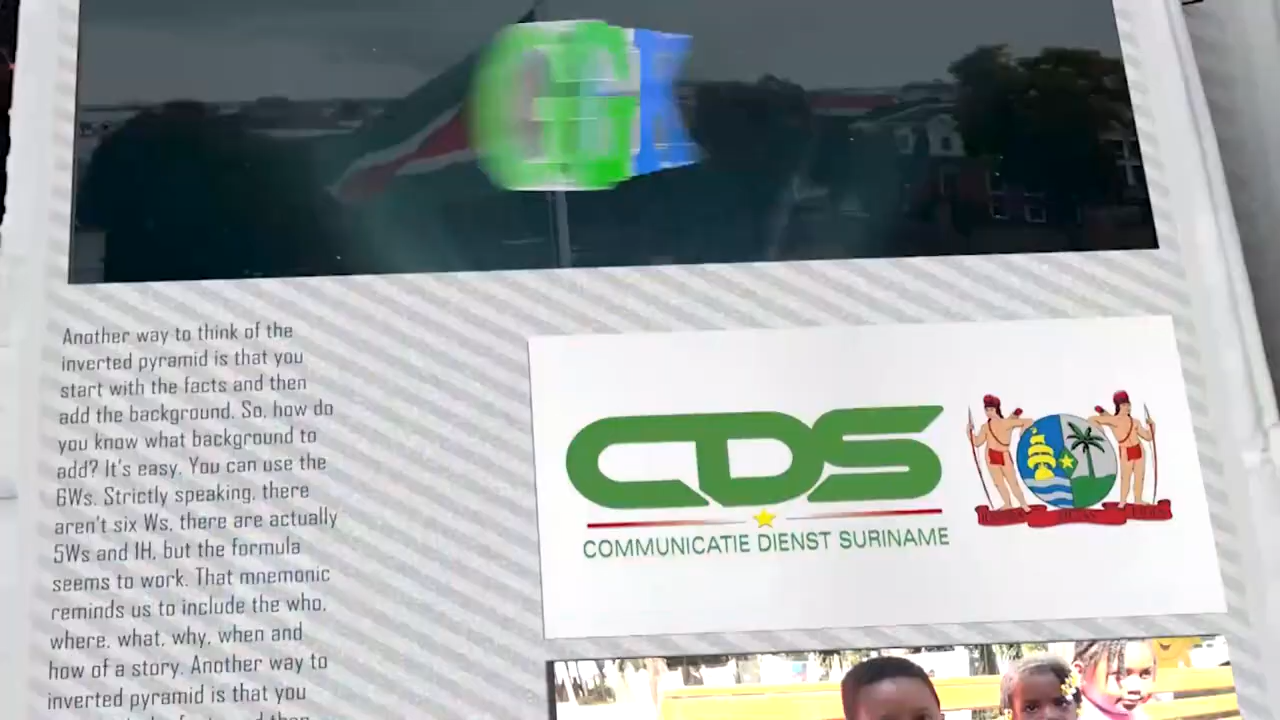 Another way to think of the
inverted pyramid is that you
start with the facts and then
add the background. So, how do
you know what background to
add? It's easy. You can use the
6Ws. Strictly speaking, there
aren't six Ws, there are actually
5Ws and 1H, but the formula
seems to work. That mnemonic
reminds us to include the who,
where, what, why, when and
how of a story. Another way to
inverted pyramid is that you
CDS
COMMUNICATIE DIENST SURINAME